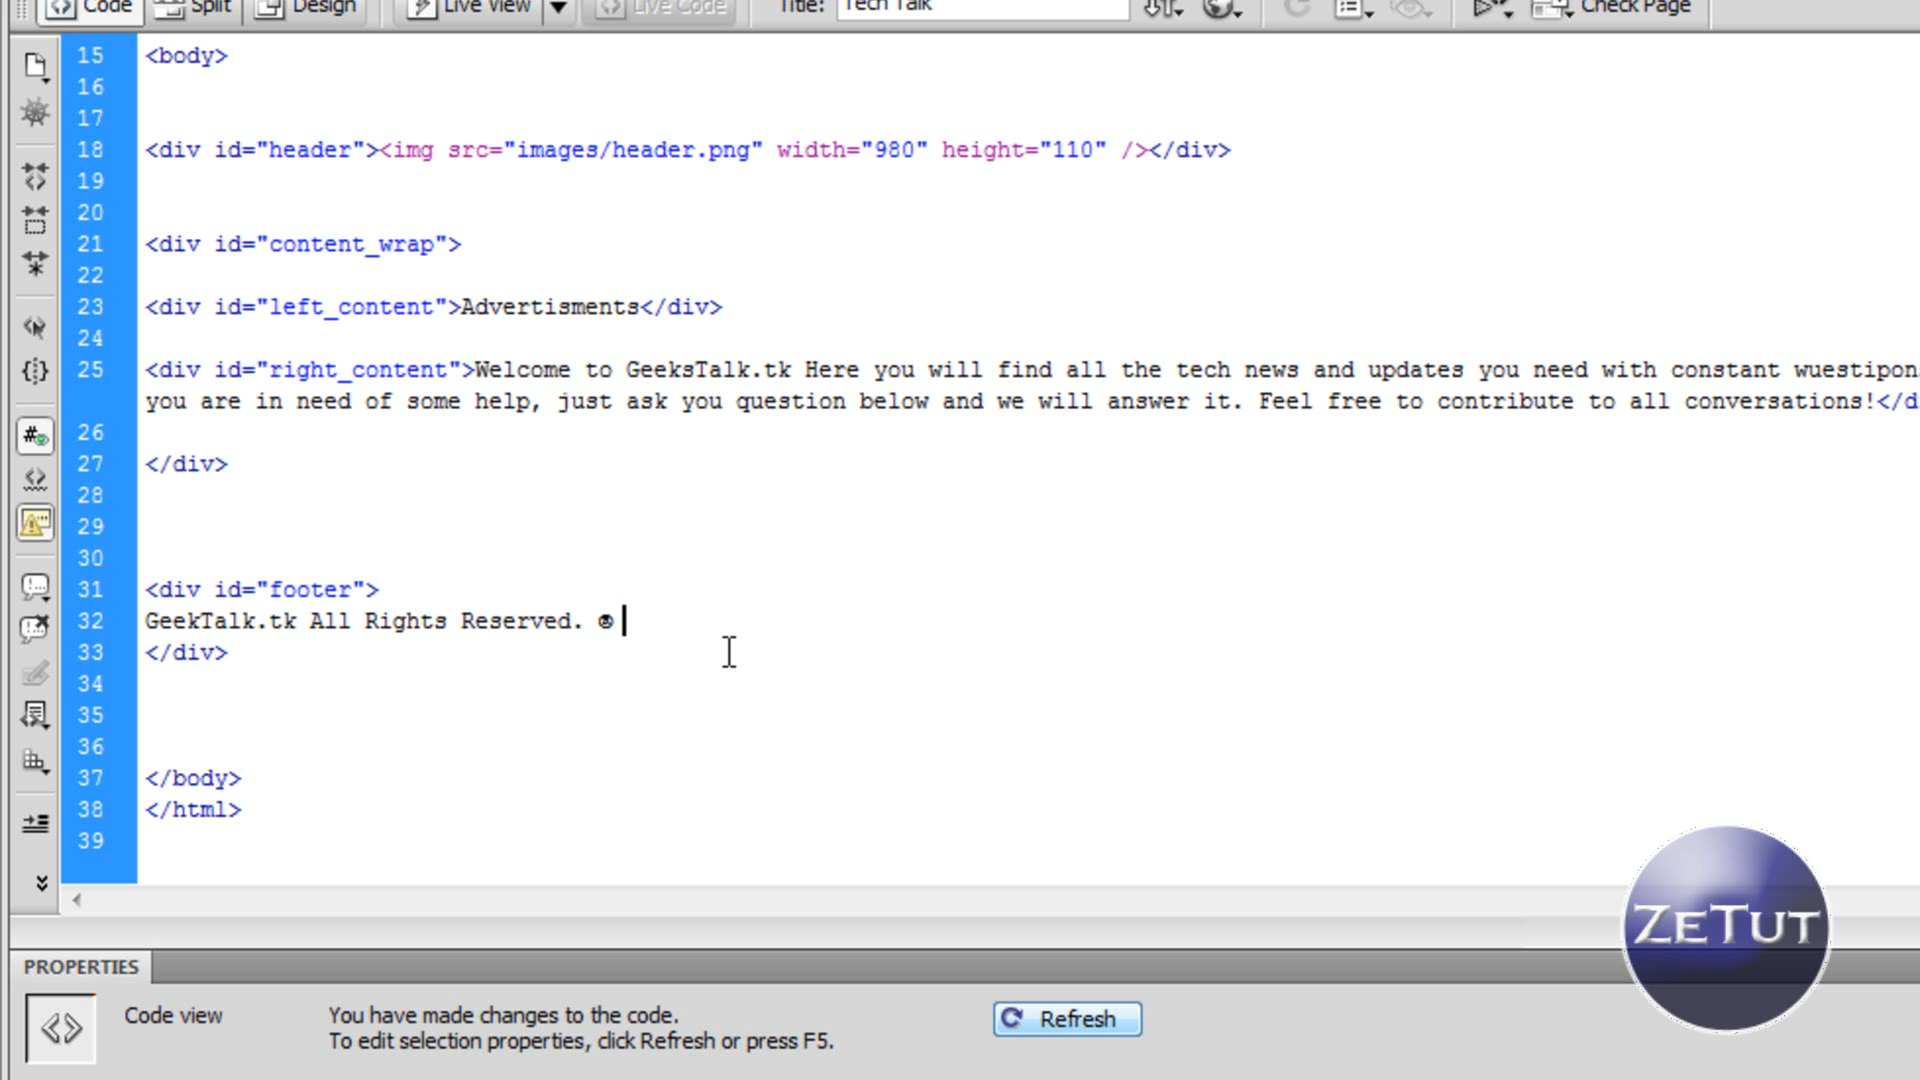 Code Split Design Live View Live Code Title: Tech Talk Check Page
15 <body>
16
17
18 <div id="header"><img src="images/header.png" width="980" height="110" /></div>
19
20
21 <div id="content_wrap">
22
23 <div id="left_content">Advertisments</div>
24
25 <div id="right_content">Welcome to GeeksTalk.tk Here you will find all the tech news and updates you need with constant wuestipons
you are in need of some help, just ask you question below and we will answer it. Feel free to contribute to all conversations!</d
26
27 </div>
28
29
30
31 <div id="footer">
32 GeekTalk.tk All Rights Reserved. ®
33 </div>
34
35
36
37 </body>
38 </html>
39
ZETUT
PROPERTIES
Code view You have made changes to the code. Refresh
To edit selection properties, click Refresh or press F5.